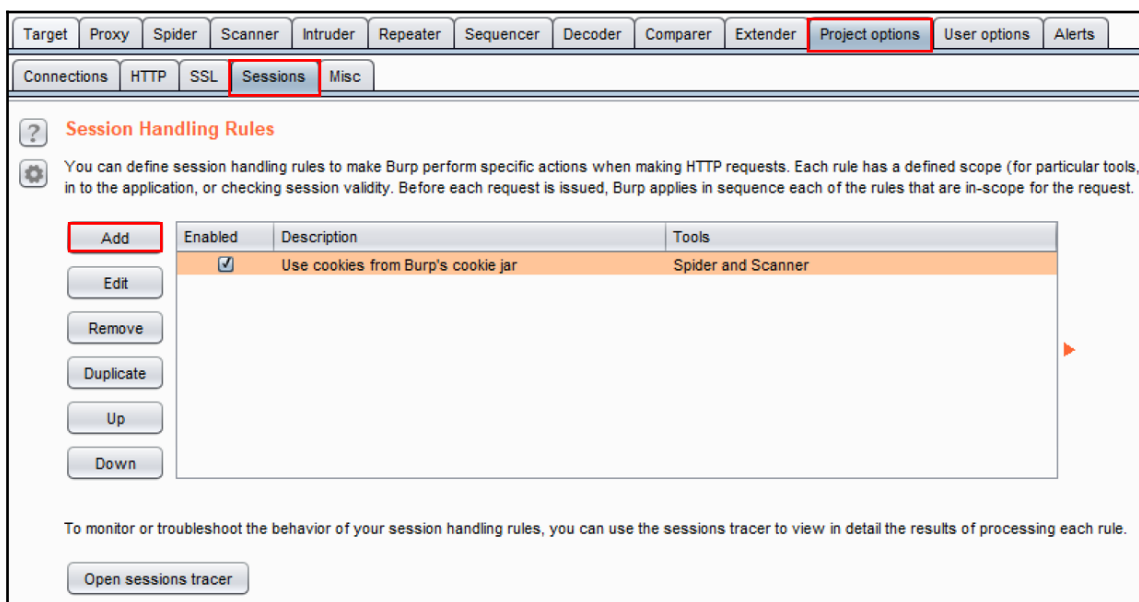 Target Proxy Spider Scanner Intruder Repeater Sequencer Decoder Comparer Extender Project options User options Alerts
Connections HTTP SSL Sessions Misc
? Session Handling Rules
You can define session handling rules to make Burp perform specific actions when making HTTP requests. Each rule has a defined scope (for particular tools,
in to the application, or checking session validity. Before each request is issued, Burp applies in sequence each of the rules that are in-scope for the request.
Add Enabled Description Tools
Use cookies from Burp's cookie jar Spider and Scanner
Edit
Remove
Duplicate
Up
Down
To monitor or troubleshoot the behavior of your session handling rules, you can use the sessions tracer to view in detail the results of processing each rule.
Open sessions tracer